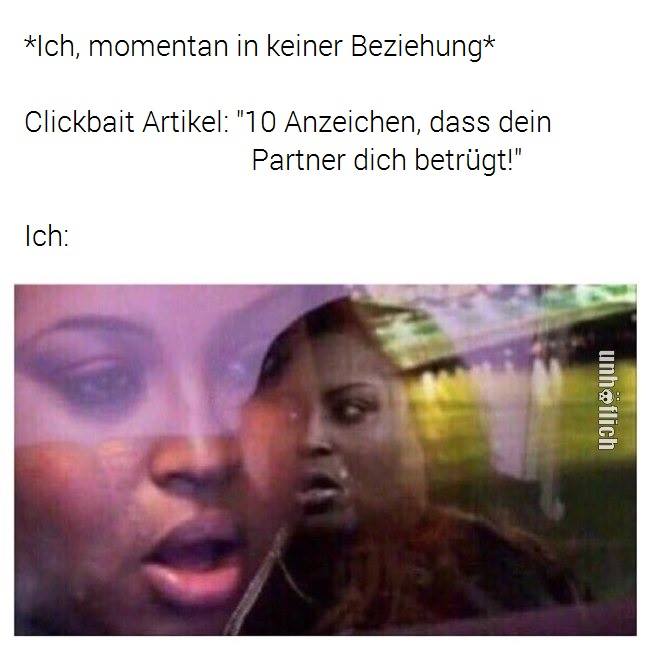 *Ich, momentan in keiner Beziehung*
Clickbait Artikel: "10 Anzeichen, dass dein
Partner dich betrügt!"
Ich:
unhöflich